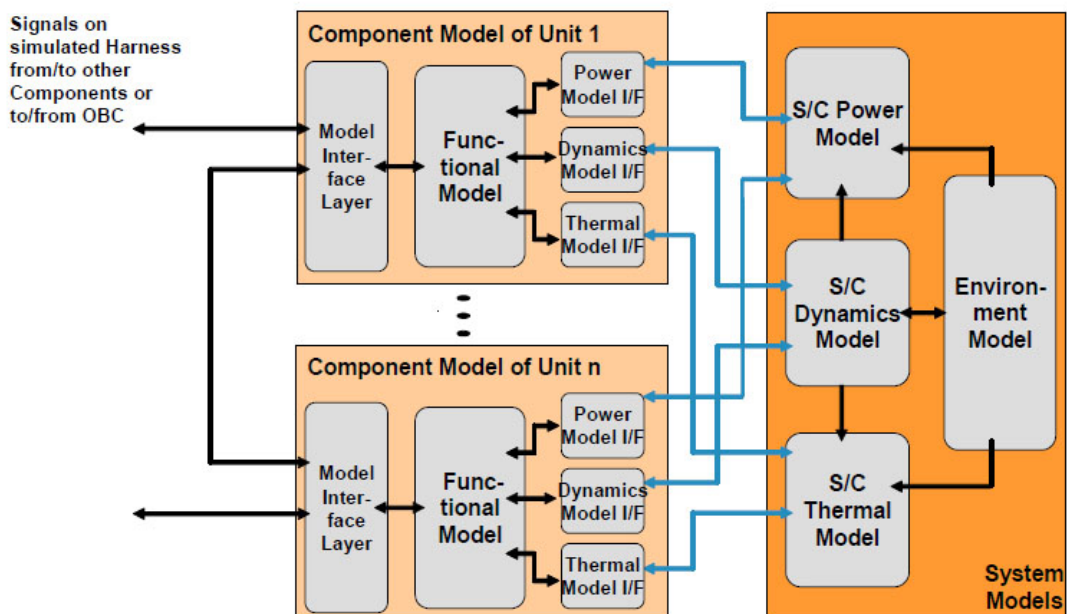 Signals on
simulated Harness
from/to other
Components or
to/from OBC
Component Model of Unit 1
Model
Inter-
face
Layer
Func-
tional
Model
Power
Model I/F
Dynamics
Model I/F
Thermal
Model I/F
Component Model of Unit n
Model
Inter-
face
Layer
Func-
tional
Model
Power
Model I/F
Dynamics
Model I/F
Thermal
Model I/F
S/C Power
Model
S/C
Dynamics
Model
Environ-
ment
Model
S/C
Thermal
Model
System
Models